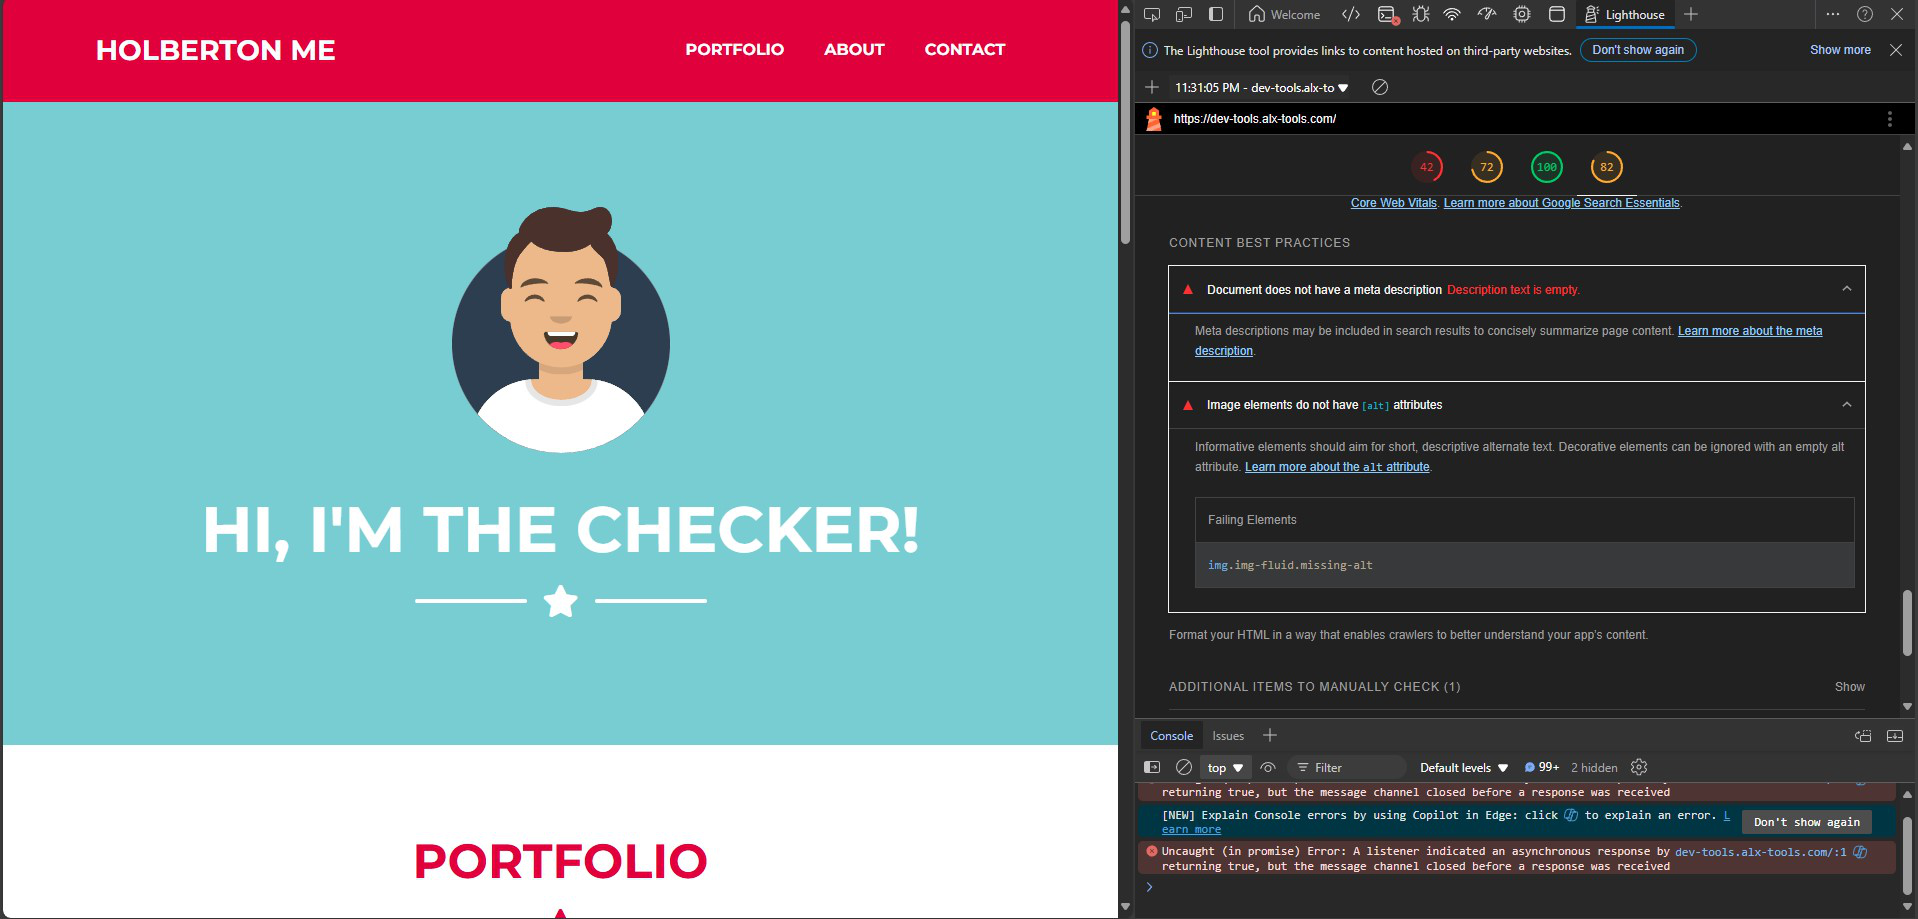 HOLBERTON ME
PORTFOLIO ABOUT CONTACT
HI, I'M THE CHECKER!
PORTFOLIO
Welcome
Lighthouse
The Lighthouse tool provides links to content hosted on third-party websites. Don't show again Show more
11:31:05 PM - dev-tools.alx-to
https://dev-tools.alx-tools.com/
42 72 100 82
Core Web Vitals. Learn more about Google Search Essentials.
CONTENT BEST PRACTICES
Document does not have a meta description Description text is empty.
Meta descriptions may be included in search results to concisely summarize page content. Learn more about the meta
description.
Image elements do not have [alt] attributes
Informative elements should aim for short, descriptive alternate text. Decorative elements can be ignored with an empty alt
attribute. Learn more about the alt attribute.
Failing Elements
img.img-fluid.missing-alt
Format your HTML in a way that enables crawlers to better understand your app's content.
ADDITIONAL ITEMS TO MANUALLY CHECK (1) Show
Console Issues
top Filter Default levels 99+ 2 hidden
returning true, but the message channel closed before a response was received
[NEW] Explain Console errors by using Copilot in Edge: click to explain an error. L
earn more
Don't show again
Uncaught (in promise) Error: A listener indicated an asynchronous response by dev-tools.alx-tools.com/:1
returning true, but the message channel closed before a response was received